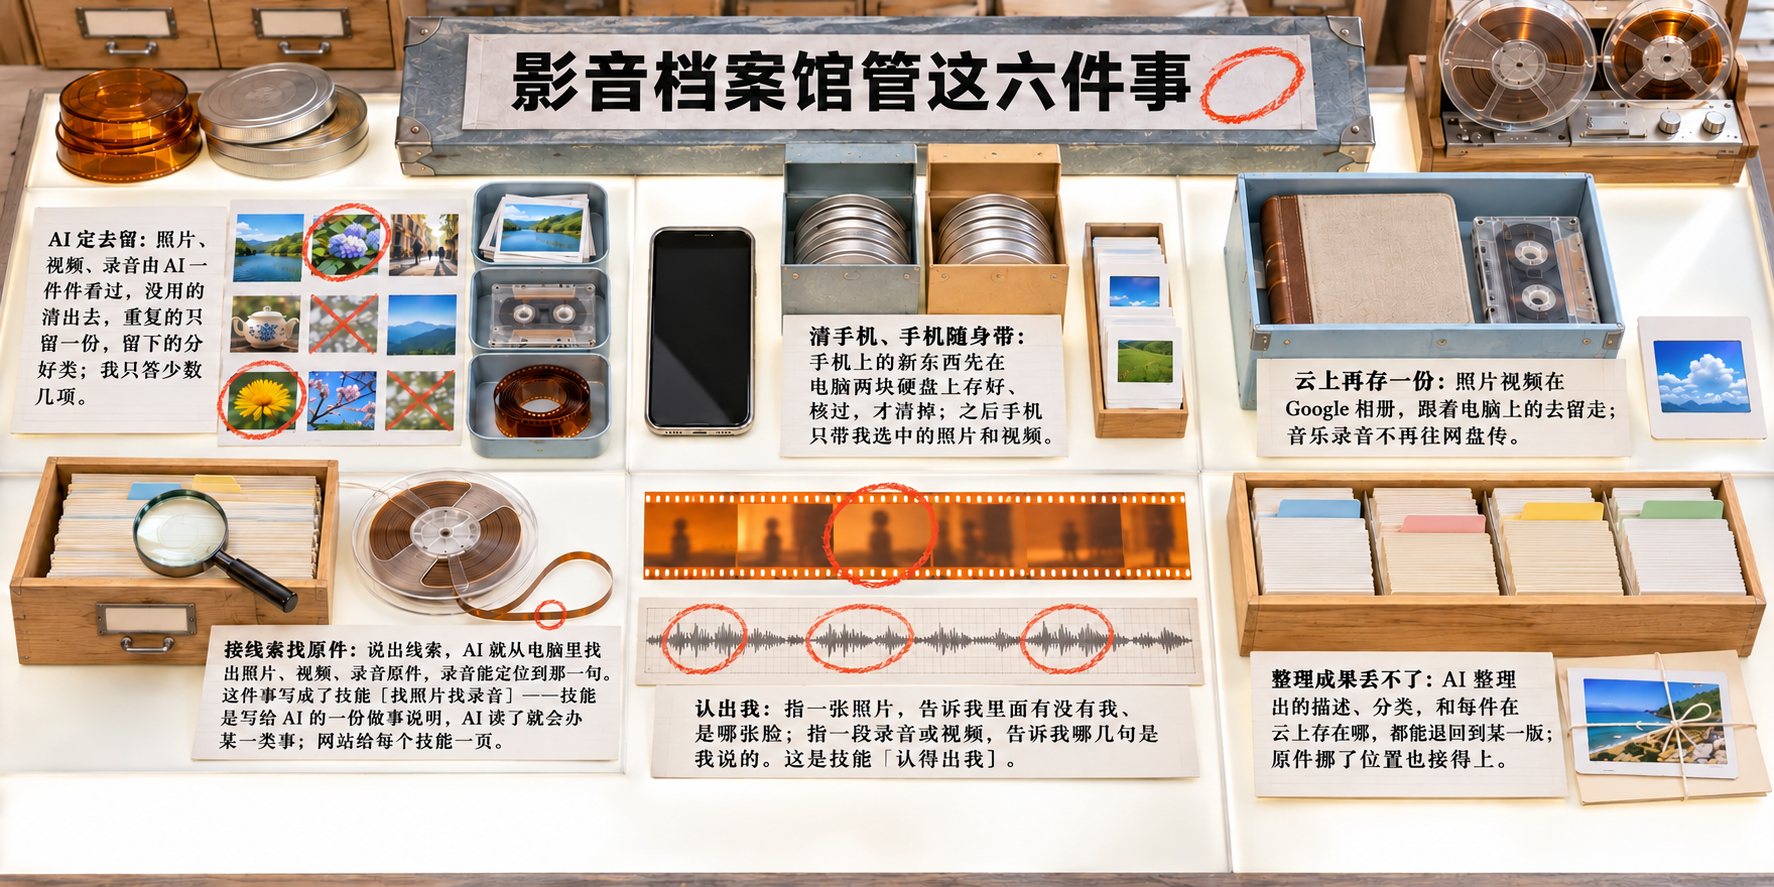 影音档案馆管这六件事
AI 定去留：照片、
视频、录音由 AI 一
件件看过，没用的
清出去，重复的只
留一份，留下的分
好类；我只答少数
几项。
清手机、手机随身带：
手机上的新东西先在
电脑两块硬盘上存好、
核过，才清掉；之后手机
只带我选中的照片和视频。
云上再存一份：照片视频在
Google 相册，跟着电脑上的去留走；
音乐录音不再往网盘传。
接线索找原件：说出线索，AI 就从电脑里找
出照片、视频、录音原件，录音能定位到那一句。
这件事写成了技能［找照片找录音］——技能
是写给 AI 的一份做事说明，AI 读了就会办
某一类事；网站给每个技能一页。
认出我：指一张照片，告诉我里面有没有我、
是哪张脸；指一段录音或视频，告诉我哪几句是
我说的。这是技能「认得出我］。
整理成果丢不了：AI 整理
出的描述、分类，和每件在
云上存在哪，都能退回到某一版；
原件挪了位置也接得上。